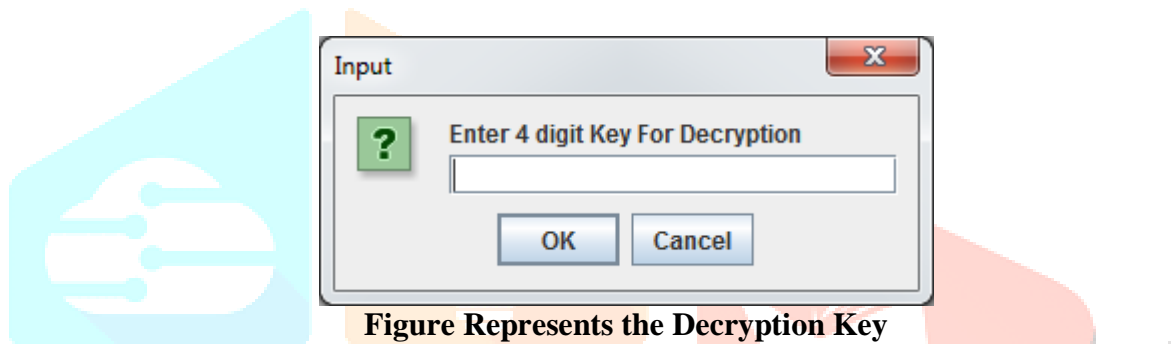 Input
Enter 4 digit Key For Decryption
OK Cancel
Figure Represents the Decryption Key